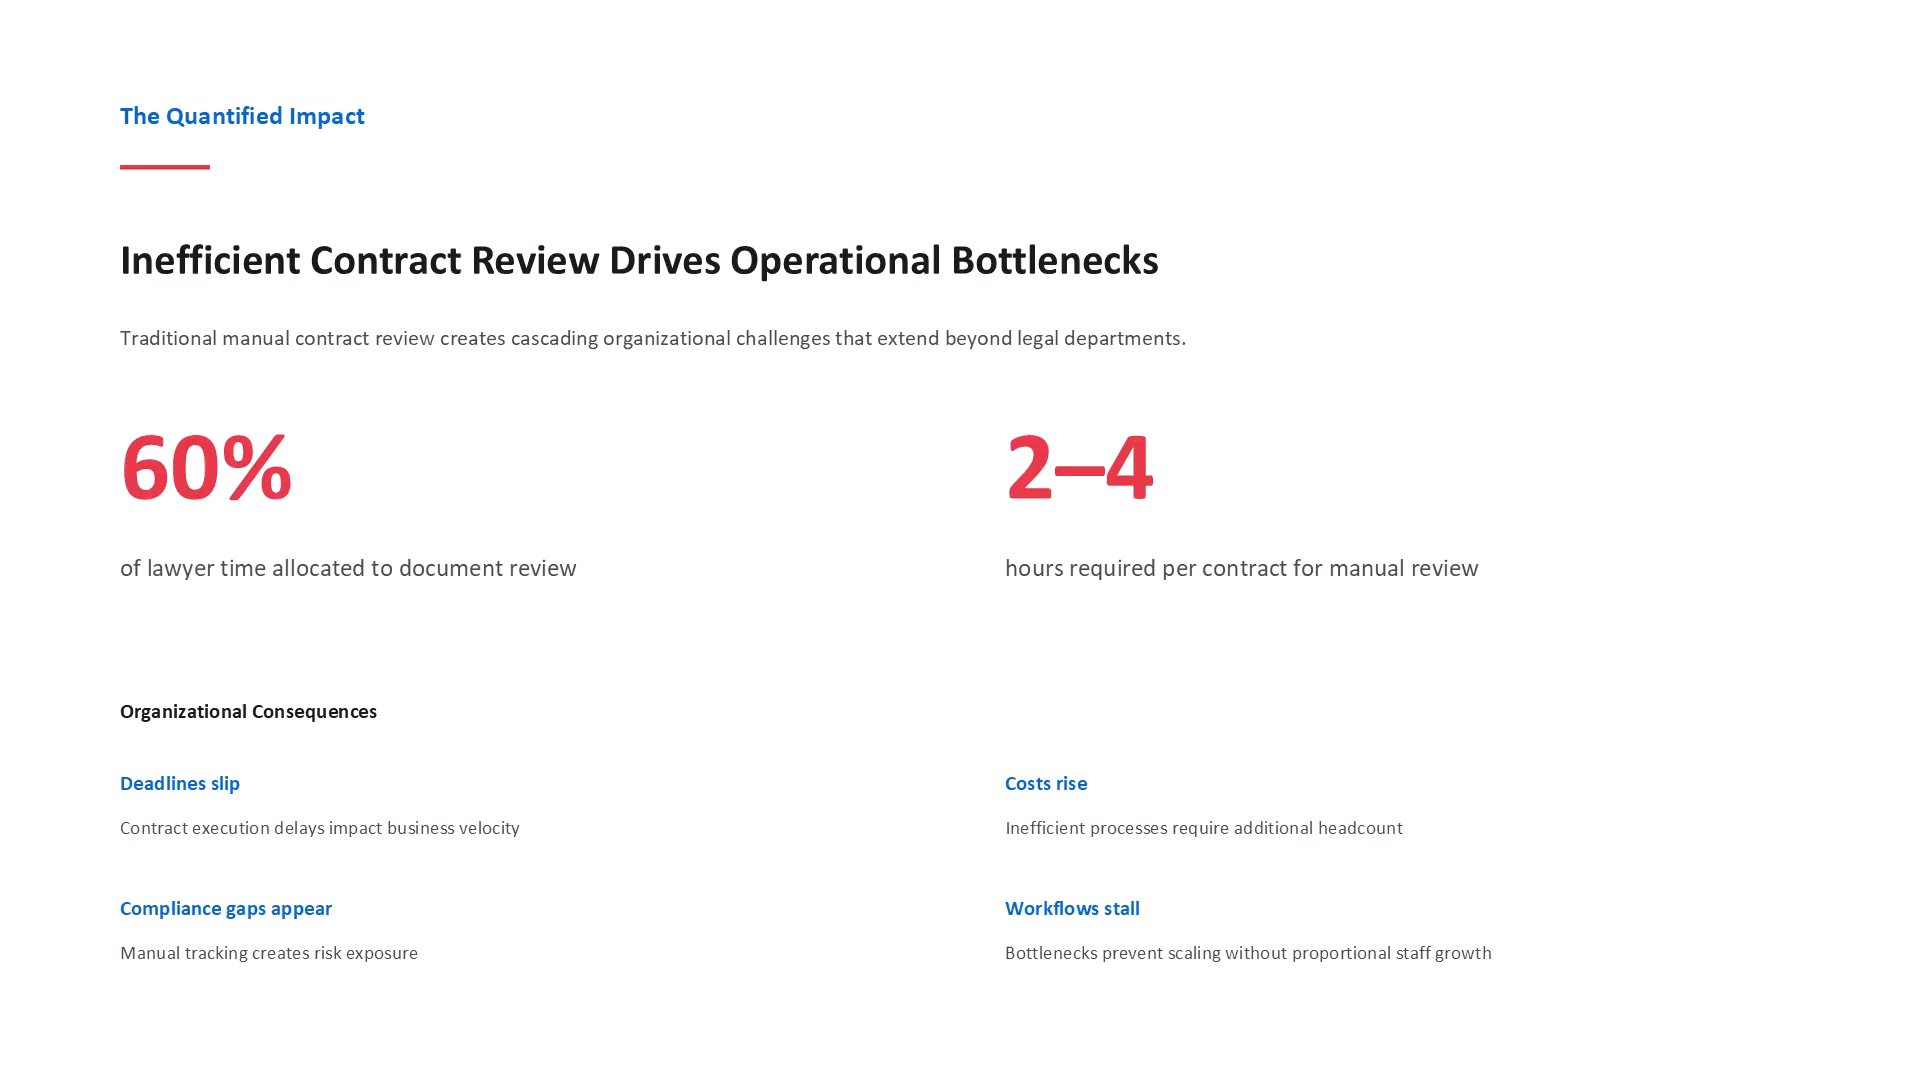 The Quantified Impact
Inefficient Contract Review Drives Operational Bottlenecks
Traditional manual contract review creates cascading organizational challenges that extend beyond legal departments.
60%
of lawyer time allocated to document review
2–4
hours required per contract for manual review
Organizational Consequences
Deadlines slip
Contract execution delays impact business velocity
Costs rise
Inefficient processes require additional headcount
Compliance gaps appear
Manual tracking creates risk exposure
Workflows stall
Bottlenecks prevent scaling without proportional staff growth